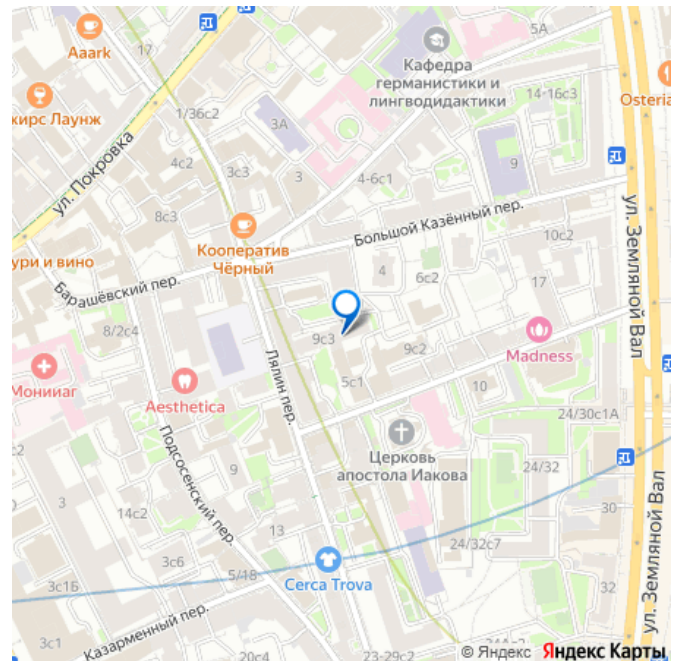 5А
Aaark
17
Кафедра
германистики и
лингводидактики
14-16с3
Osteria
кирс Лаунж
1/36с2
3А
ул. Покровка
4с2
3с3
3
4-6с1
9
8с3
Кооператив
Чёрный
Большой Казённый пер.
10с2
ури и вино
Барашёвский пер.
4
6с2
17
ул. Земляной Вал
8/2с4
9с3
9с2
Madness
Монииаг
Aesthetica
Лялин пер.
5с1
10
24/30с1А
Церковь
апостола Иакова
24/32
Подсосенский пер.
9
3
14с2
13
30
3с6
24/32с7
3с1Б
5/18
Cerca Trova
32
ул. Земляной Вал
Казарменный пер.
3с1
20с4
23-29с2
© Яндекс Яндекс Карты